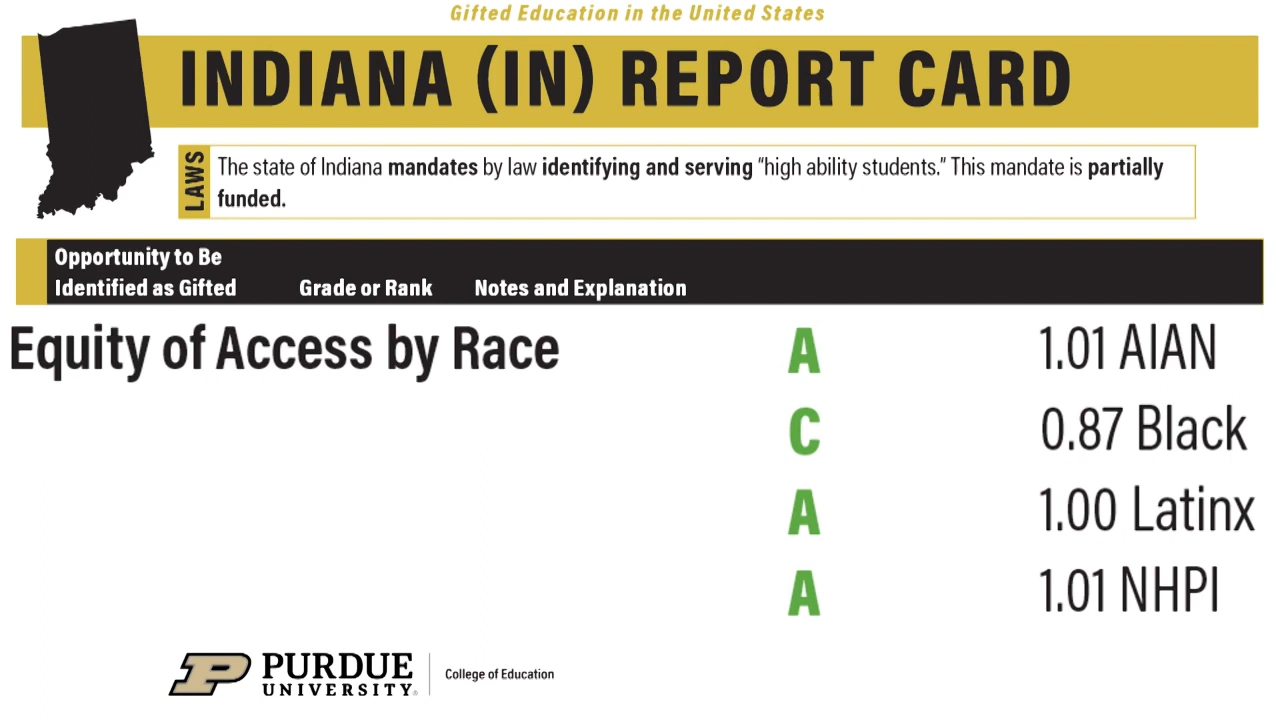 Gifted Education in the United States
INDIANA (IN) REPORT CARD
LAWS
The state of Indiana mandates by law identifying and serving “high ability students.” This mandate is partially
funded.
Opportunity to Be
Identified as Gifted Grade or Rank Notes and Explanation
Equity of Access by Race A 1.01 AIAN
C 0.87 Black
A 1.00 Latinx
A 1.01 NHPI
P PURDUE UNIVERSITY® College of Education